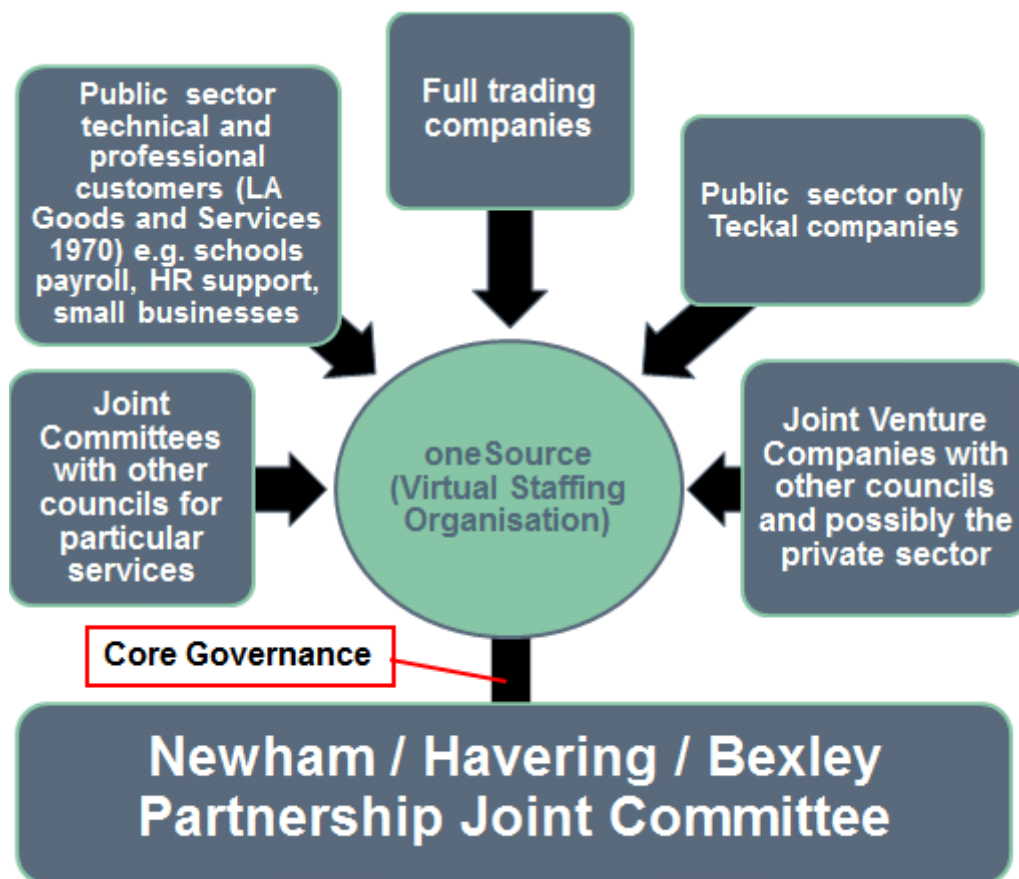 Public sector
technical and
professional
customers (LA
Goods and Services
1970) e.g. schools
payroll, HR support,
small businesses
Full trading
companies
Public sector only
Teckal companies
Joint
Committees
with other
councils for
particular
services
oneSource
(Virtual Staffing
Organisation)
Joint Venture
Companies with
other councils
and possibly the
private sector
Core Governance
Newham / Havering / Bexley
Partnership Joint Committee